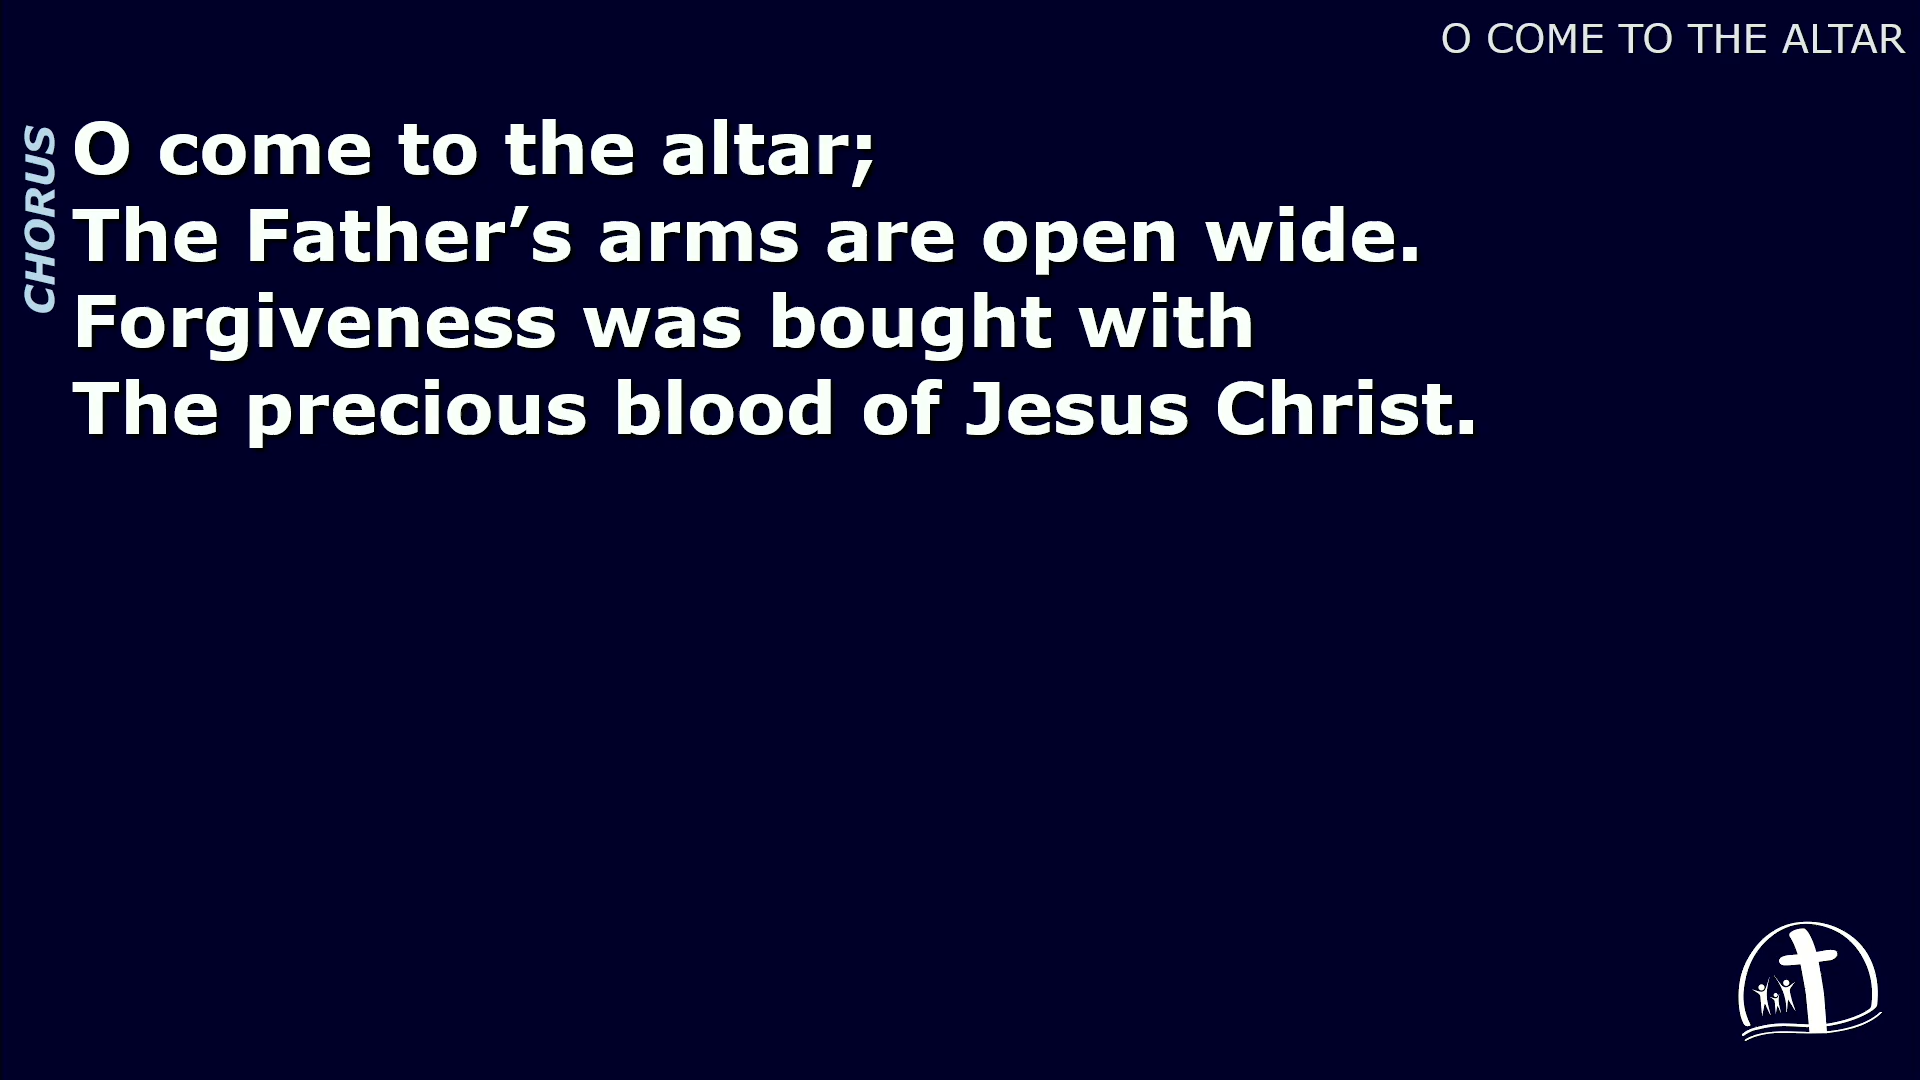 O COME TO THE ALTAR
CHORUS
O come to the altar;
The Father’s arms are open wide.
Forgiveness was bought with
The precious blood of Jesus Christ.